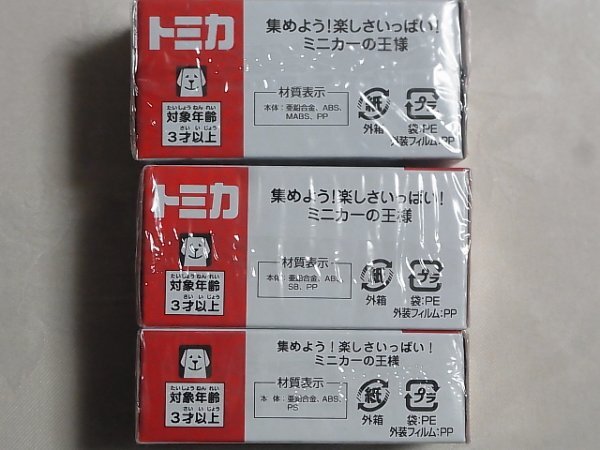 トミカ
集めよう!楽しさいっぱい!
ミニカーの王様
たいしょうねんれい
対象年齢
さいいじょう
3才以上
材質表示
本体:亜鉛合金、ABS、
MABS、PP
紙
外箱
プラ
袋:PE
外装フィルム:PP
トミカ
集めよう!楽しさいっぱい!
ミニカーの王様
たいしょうねんれい
対象年齢
さいいじょう
3才以上
材質表示
本体:亜鉛合金、AB
SB、PP
紙
外箱
プラ
袋:PE
外装フィルム:PP
集めよう!楽しさいっぱい!
ミニカーの王様
たいしょうねんれい
対象年齢
さいいじょう
3才以上
材質表示
本体:亜鉛合金、ABS、
PS
紙
外箱
プラ
袋:PE
外装フィルム:PP